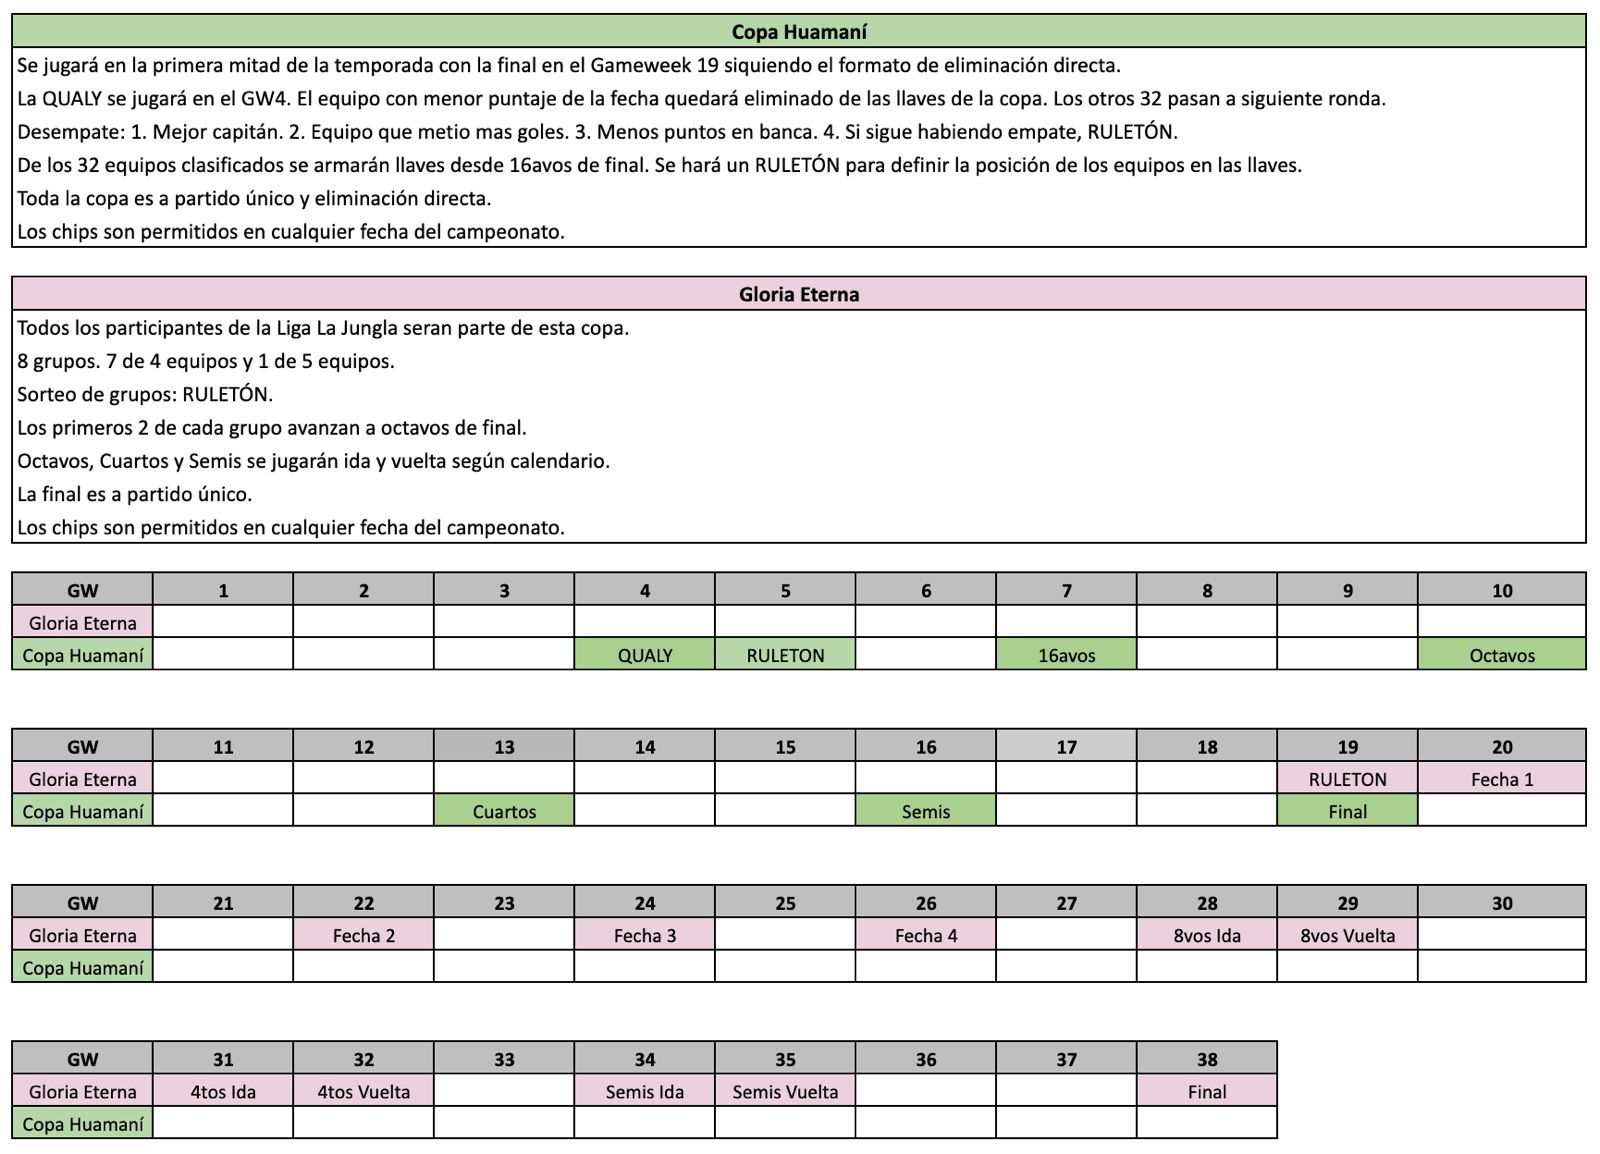 Copa Huamaní
Se jugará en la primera mitad de la temporada con la final en el Gameweek 19 siquiendo el formato de eliminación directa.
La QUALY se jugará en el GW4. El equipo con menor puntaje de la fecha quedará eliminado de las llaves de la copa. Los otros 32 pasan a siguiente ronda.
Desempate: 1. Mejor capitán. 2. Equipo que metio mas goles. 3. Menos puntos en banca. 4. Si sigue habiendo empate, RULETÓN.
De los 32 equipos clasificados se armarán llaves desde 16avos de final. Se hará un RULETÓN para definir la posición de los equipos en las llaves.
Toda la copa es a partido único y eliminación directa.
Los chips son permitidos en cualquier fecha del campeonato.
Gloria Eterna
Todos los participantes de la Liga La Jungla seran parte de esta copa.
8 grupos. 7 de 4 equipos y 1 de 5 equipos.
Sorteo de grupos: RULETÓN.
Los primeros 2 de cada grupo avanzan a octavos de final.
Octavos, Cuartos y Semis se jugarán ida y vuelta según calendario.
La final es a partido único.
Los chips son permitidos en cualquier fecha del campeonato.
GW 1 2 3 4 5 6 7 8 9 10
Gloria Eterna
Copa Huamaní QUALY RULETON 16avos Octavos
GW 11 12 13 14 15 16 17 18 19 20
Gloria Eterna RULETON Fecha 1
Copa Huamaní Cuartos Semis Final
GW 21 22 23 24 25 26 27 28 29 30
Gloria Eterna Fecha 2 Fecha 3 Fecha 4 8vos Ida 8vos Vuelta
Copa Huamaní
GW 31 32 33 34 35 36 37 38
Gloria Eterna 4tos Ida 4tos Vuelta Semis Ida Semis Vuelta Final
Copa Huamaní